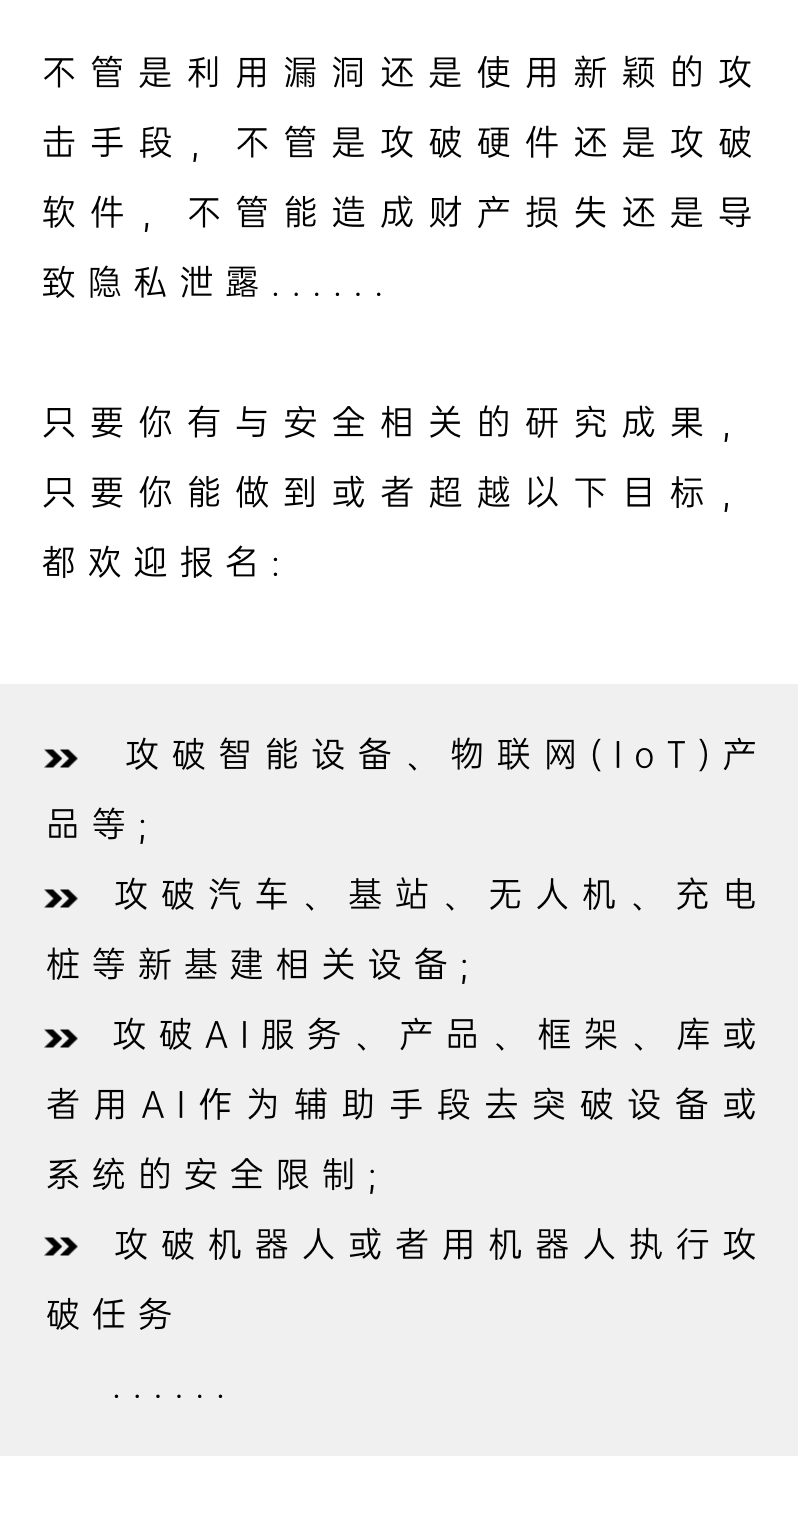 不管是利用漏洞还是使用新颖的攻
击手段, 不管是攻破硬件还是攻破
软件, 不管能造成财产损失还是导
致隐私泄露......
只要你有与安全相关的研究成果,
只要你能做到或者超越以下目标,
都欢迎报名:
» 攻破智能设备、物联网(IoT)产
品等;
» 攻破汽车、基站、无人机、充电
桩等新基建相关设备;
» 攻破AI服务、产品、框架、库或
者用AI作为辅助手段去突破设备或
系统的安全限制;
» 攻破机器人或者用机器人执行攻
破任务
......